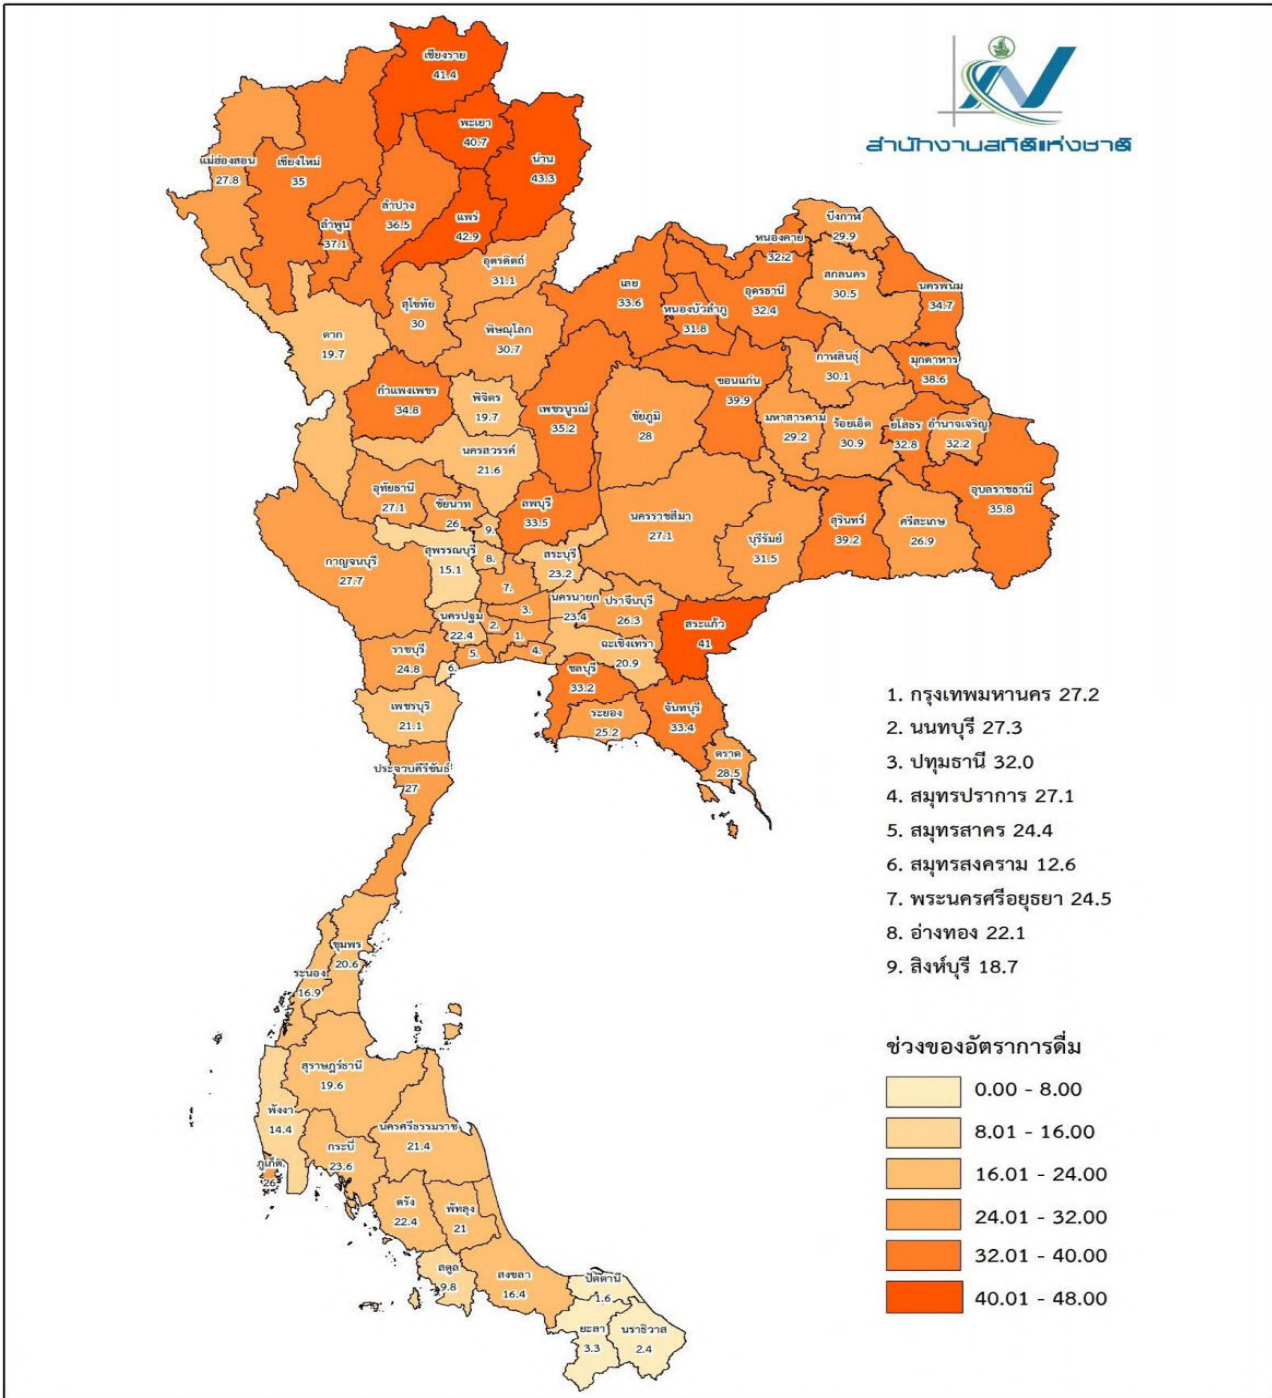 สำนักงานสถิติแห่งชาติ
เชียงราย
41.4
พะเยา
40.7
น่าน
43.3
แม่ฮ่องสอน
27.8
เชียงใหม่
35
ลำปาง
36.5
ลำพูน
37.1
แพร่
42.9
อุตรดิตถ์
31.1
บึงกาฬ
29.9
หนองคาย
32.2
เลย
33.6
อุดรธานี
32.4
สกลนคร
30.5
นครพนม
34.7
หนองบัวลำภู
31.8
สุโขทัย
30
พิษณุโลก
30.7
ตาก
19.7
กำแพงเพชร
34.8
พิจิตร
19.7
เพชรบูรณ์
35.2
ชัยภูมิ
28
ขอนแก่น
39.9
กาฬสินธุ์
30.1
มุกดาหาร
38.6
มหาสารคาม
29.2
ร้อยเอ็ด
30.9
ยโสธร
32.8
อำนาจเจริญ
32.2
นครสวรรค์
21.6
อุทัยธานี
27.1
ชัยนาท
26
9.
ลพบุรี
33.5
นครราชสีมา
27.1
บุรีรัมย์
31.5
สุรินทร์
39.2
ศรีสะเกษ
26.9
อุบลราชธานี
35.8
กาญจนบุรี
27.7
สุพรรณบุรี
15.1
8.
สระบุรี
23.2
7.
นครนายก
23.4
ปราจีนบุรี
26.3
สระแก้ว
41
นครปฐม
22.4
3.
2.
1.
5.
4.
6.
ฉะเชิงเทรา
20.9
ราชบุรี
24.8
ชลบุรี
33.2
ระยอง
25.2
จันทบุรี
33.4
ตราด
28.5
เพชรบุรี
21.1
ประจวบคีรีขันธ์
27
1. กรุงเทพมหานคร 27.2
2. นนทบุรี 27.3
3. ปทุมธานี 32.0
4. สมุทรปราการ 27.1
5. สมุทรสาคร 24.4
6. สมุทรสงคราม 12.6
7. พระนครศรีอยุธยา 24.5
8. อ่างทอง 22.1
9. สิงห์บุรี 18.7
ชุมพร
20.6
ระนอง
16.9
สุราษฎร์ธานี
19.6
พังงา
14.4
นครศรีธรรมราช
21.4
กระบี่
23.6
ภูเก็ต
26
ตรัง
22.4
พัทลุง
21
สตูล
9.8
สงขลา
16.4
ปัตตานี
1.6
ยะลา
3.3
นราธิวาส
2.4
ช่วงของอัตราการดื่ม
0.00 - 8.00
8.01 - 16.00
16.01 - 24.00
24.01 - 32.00
32.01 - 40.00
40.01 - 48.00